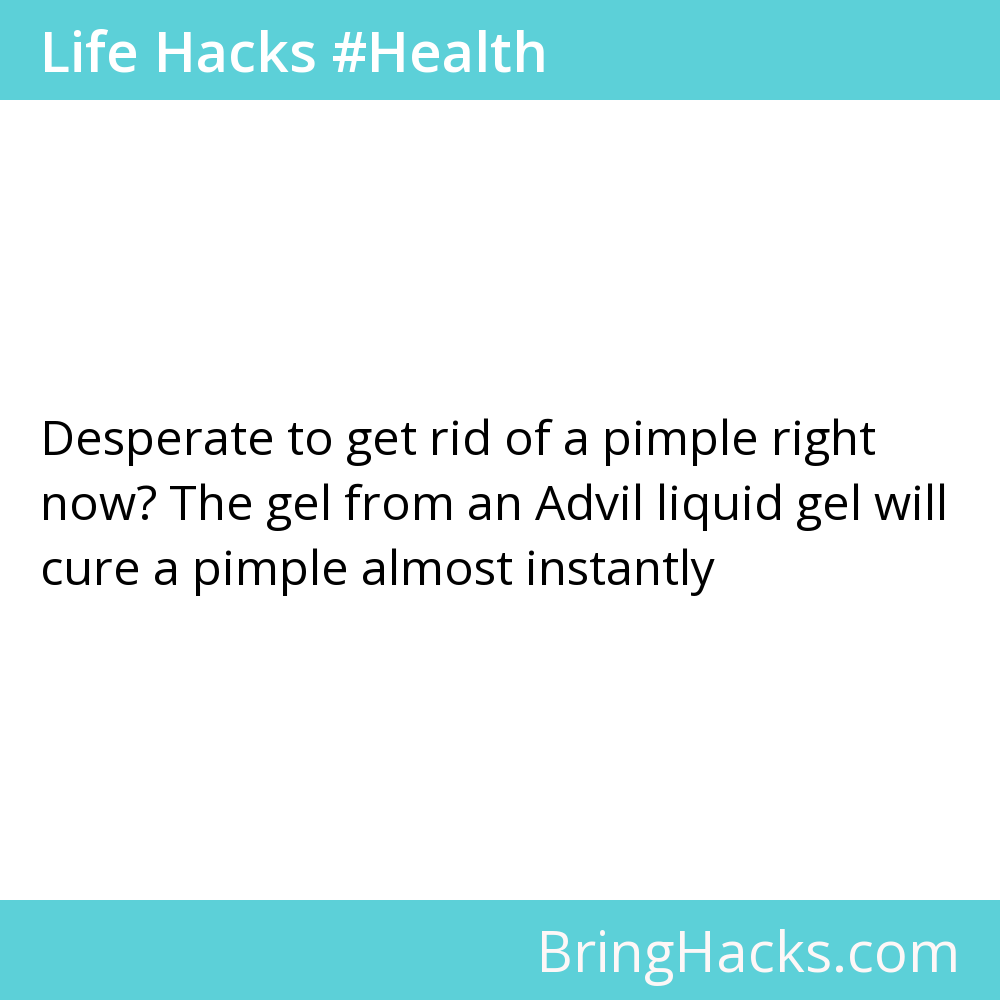 Life Hacks #Health
Desperate to get rid of a pimple right
now? The gel from an Advil liquid gel will
cure a pimple almost instantly
BringHacks.com